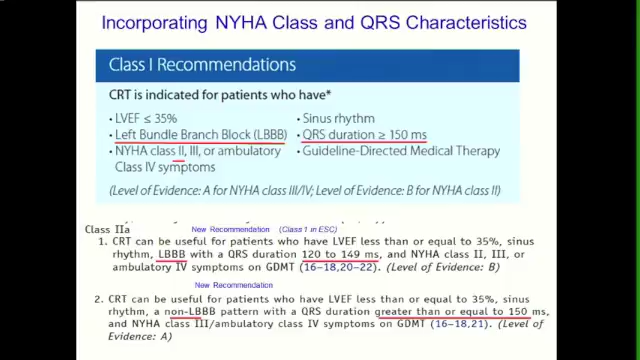 Incorporating NYHA Class and QRS Characteristics
Class I Recommendations
CRT is indicated for patients who have*
• LVEF ≤ 35%
• Left Bundle Branch Block (LBBB)
• NYHA class II, III, or ambulatory
Class IV symptoms
• Sinus rhythm
• QRS duration ≥ 150 ms
• Guideline-Directed Medical Therapy
(Level of Evidence: A for NYHA class III/IV; Level of Evidence: B for NYHA class II)
Class IIa
New Recommendation (Class 1 in ESC)
1. CRT can be useful for patients who have LVEF less than or equal to 35%, sinus
rhythm, LBBB with a QRS duration 120 to 149 ms, and NYHA class II, III, or
ambulatory IV symptoms on GDMT (16–18,20–22). (Level of Evidence: B)
New Recommendation
2. CRT can be useful for patients who have LVEF less than or equal to 35%, sinus
rhythm, a non-LBBB pattern with a QRS duration greater than or equal to 150 ms,
and NYHA class III/ambulatory class IV symptoms on GDMT (16–18,21). (Level of
Evidence: A)